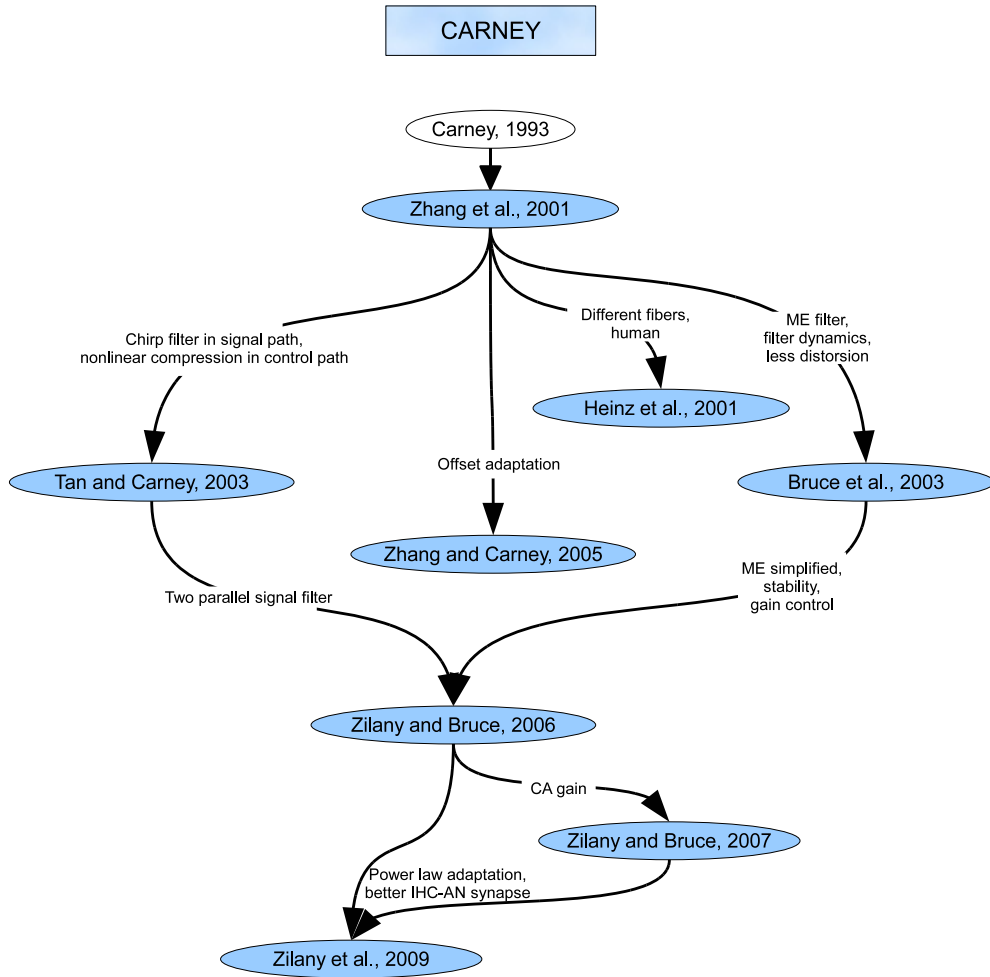 CARNEY
Carney, 1993
Zhang et al., 2001
Chirp filter in signal path,
nonlinear compression in control path
Different fibers,
human
ME filter,
filter dynamics,
less distorsion
Heinz et al., 2001
Tan and Carney, 2003
Offset adaptation
Bruce et al., 2003
Zhang and Carney, 2005
Two parallel signal filter
ME simplified,
stability,
gain control
Zilany and Bruce, 2006
CA gain
Zilany and Bruce, 2007
Power law adaptation,
better IHC-AN synapse
Zilany et al., 2009